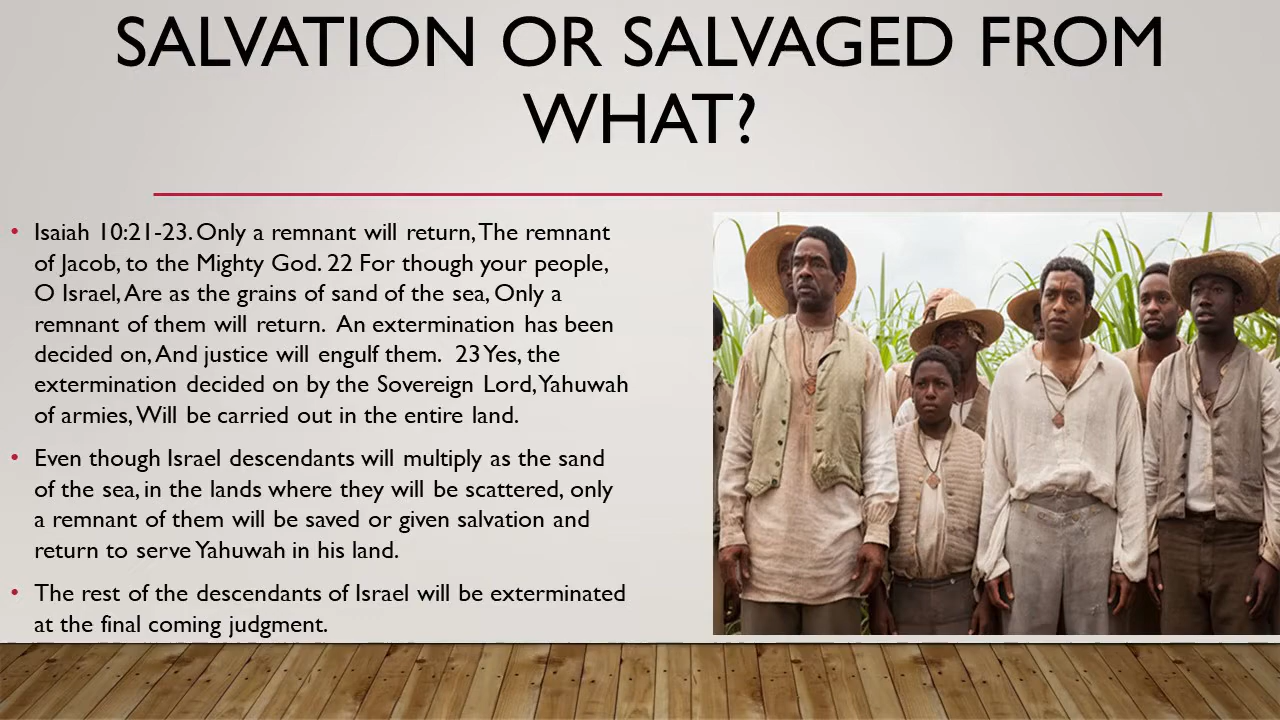 SALVATION OR SALVAGED FROM
WHAT?
• Isaiah 10:21-23. Only a remnant will return, The remnant
of Jacob, to the Mighty God. 22 For though your people,
O Israel, Are as the grains of sand of the sea, Only a
remnant of them will return.  An extermination has been
decided on, And justice will engulf them.  23 Yes, the
extermination decided on by the Sovereign Lord, Yahuwah
of armies, Will be carried out in the entire land.
• Even though Israel descendants will multiply as the sand
of the sea, in the lands where they will be scattered, only
a remnant of them will be saved or given salvation and
return to serve Yahuwah in his land.
• The rest of the descendants of Israel will be exterminated
at the final coming judgment.